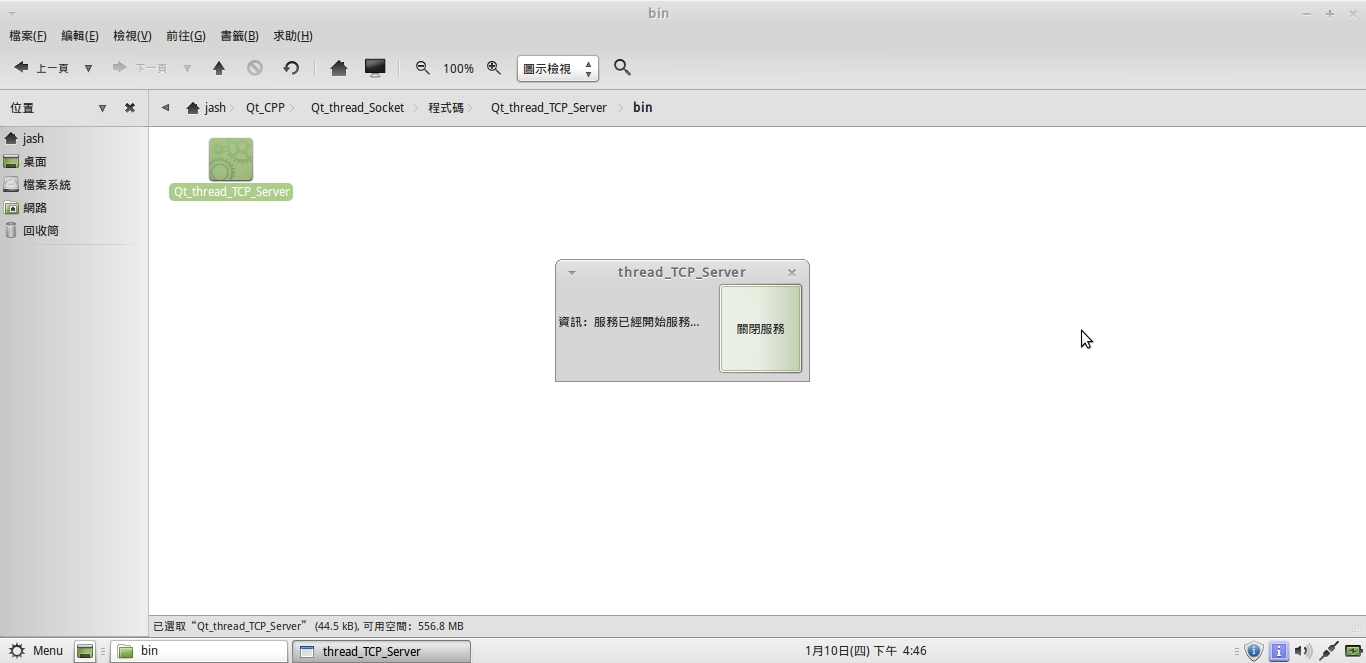 bin
檔案(F) 編輯(E) 檢視(V) 前往(G) 書籤(B) 求助(H)
上一頁 下一頁 100% 圖示檢視
位置 jash Qt_CPP Qt_thread_Socket 程式碼 Qt_thread_TCP_Server bin
jash
桌面
檔案系統
網路
回收筒
Qt_thread_TCP_Server
thread_TCP_Server
資訊: 服務已經開始服務...
關閉服務
已選取“Qt_thread_TCP_Server” (44.5 kB), 可用空間: 556.8 MB
Menu bin thread_TCP_Server 1月10日(四) 下午 4:46